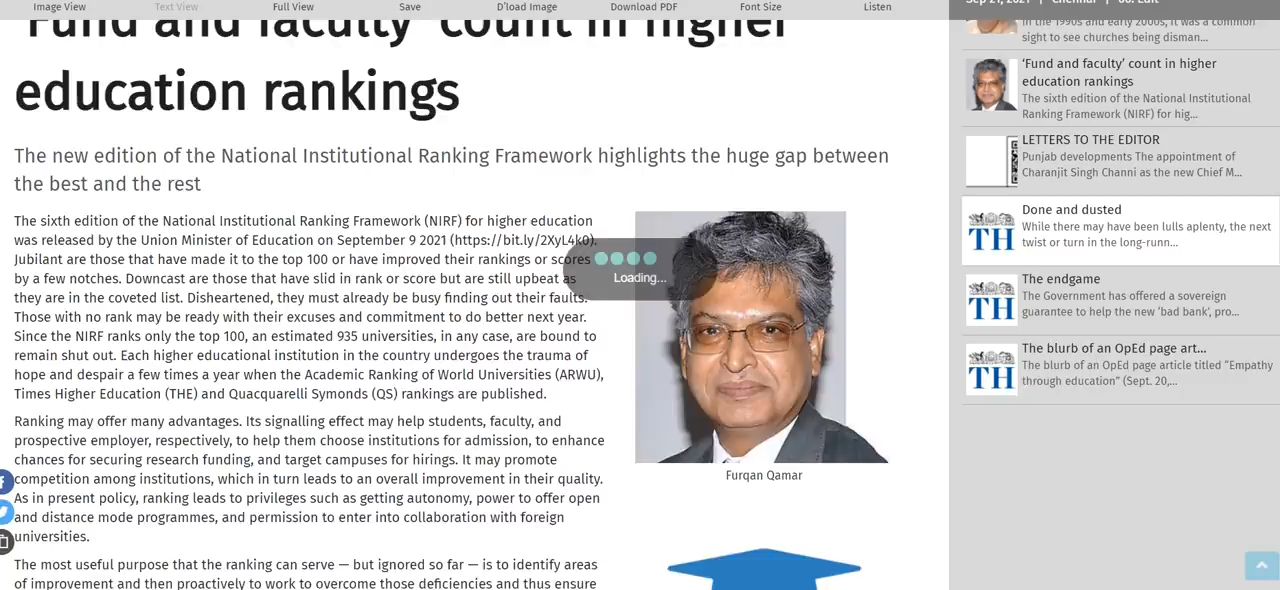 Image View Text View Full View Save D'load Image Download PDF Font Size Listen
'Fund and faculty' count in higher
education rankings
The new edition of the National Institutional Ranking Framework highlights the huge gap between
the best and the rest
The sixth edition of the National Institutional Ranking Framework (NIRF) for higher education
was released by the Union Minister of Education on September 9 2021 (https://bit.ly/2XyL4k0).
Jubilant are those that have made it to the top 100 or have improved their rankings or scores
by a few notches. Downcast are those that have slid in rank or score but are still upbeat as
they are in the coveted list. Disheartened, they must already be busy finding out their faults.
Those with no rank may be ready with their excuses and commitment to do better next year.
Since the NIRF ranks only the top 100, an estimated 935 universities, in any case, are bound to
remain shut out. Each higher educational institution in the country undergoes the trauma of
hope and despair a few times a year when the Academic Ranking of World Universities (ARWU),
Times Higher Education (THE) and Quacquarelli Symonds (QS) rankings are published.
Ranking may offer many advantages. Its signalling effect may help students, faculty, and
prospective employer, respectively, to help them choose institutions for admission, to enhance
chances for securing research funding, and target campuses for hirings. It may promote
competition among institutions, which in turn leads to an overall improvement in their quality.
As in present policy, ranking leads to privileges such as getting autonomy, power to offer open
and distance mode programmes, and permission to enter into collaboration with foreign
universities.
The most useful purpose that the ranking can serve — but ignored so far — is to identify areas
of improvement and then proactively to work to overcome those deficiencies and thus ensure
Loading...
Furqan Qamar
Sep 21, 2021 | Chennai | 06: Edit
In the 1990s and early 2000s, it was a common
sight to see churches being disman...
'Fund and faculty' count in higher
education rankings
The sixth edition of the National Institutional
Ranking Framework (NIRF) for hig...
LETTERS TO THE EDITOR
Punjab developments The appointment of
Charanjit Singh Channi as the new Chief M...
TH
Done and dusted
While there may have been lulls aplenty, the next
twist or turn in the long-runn...
TH
The endgame
The Government has offered a sovereign
guarantee to help the new 'bad bank', pro...
TH
The blurb of an OpEd page art...
The blurb of an OpEd page article titled "Empathy
through education" (Sept. 20,...